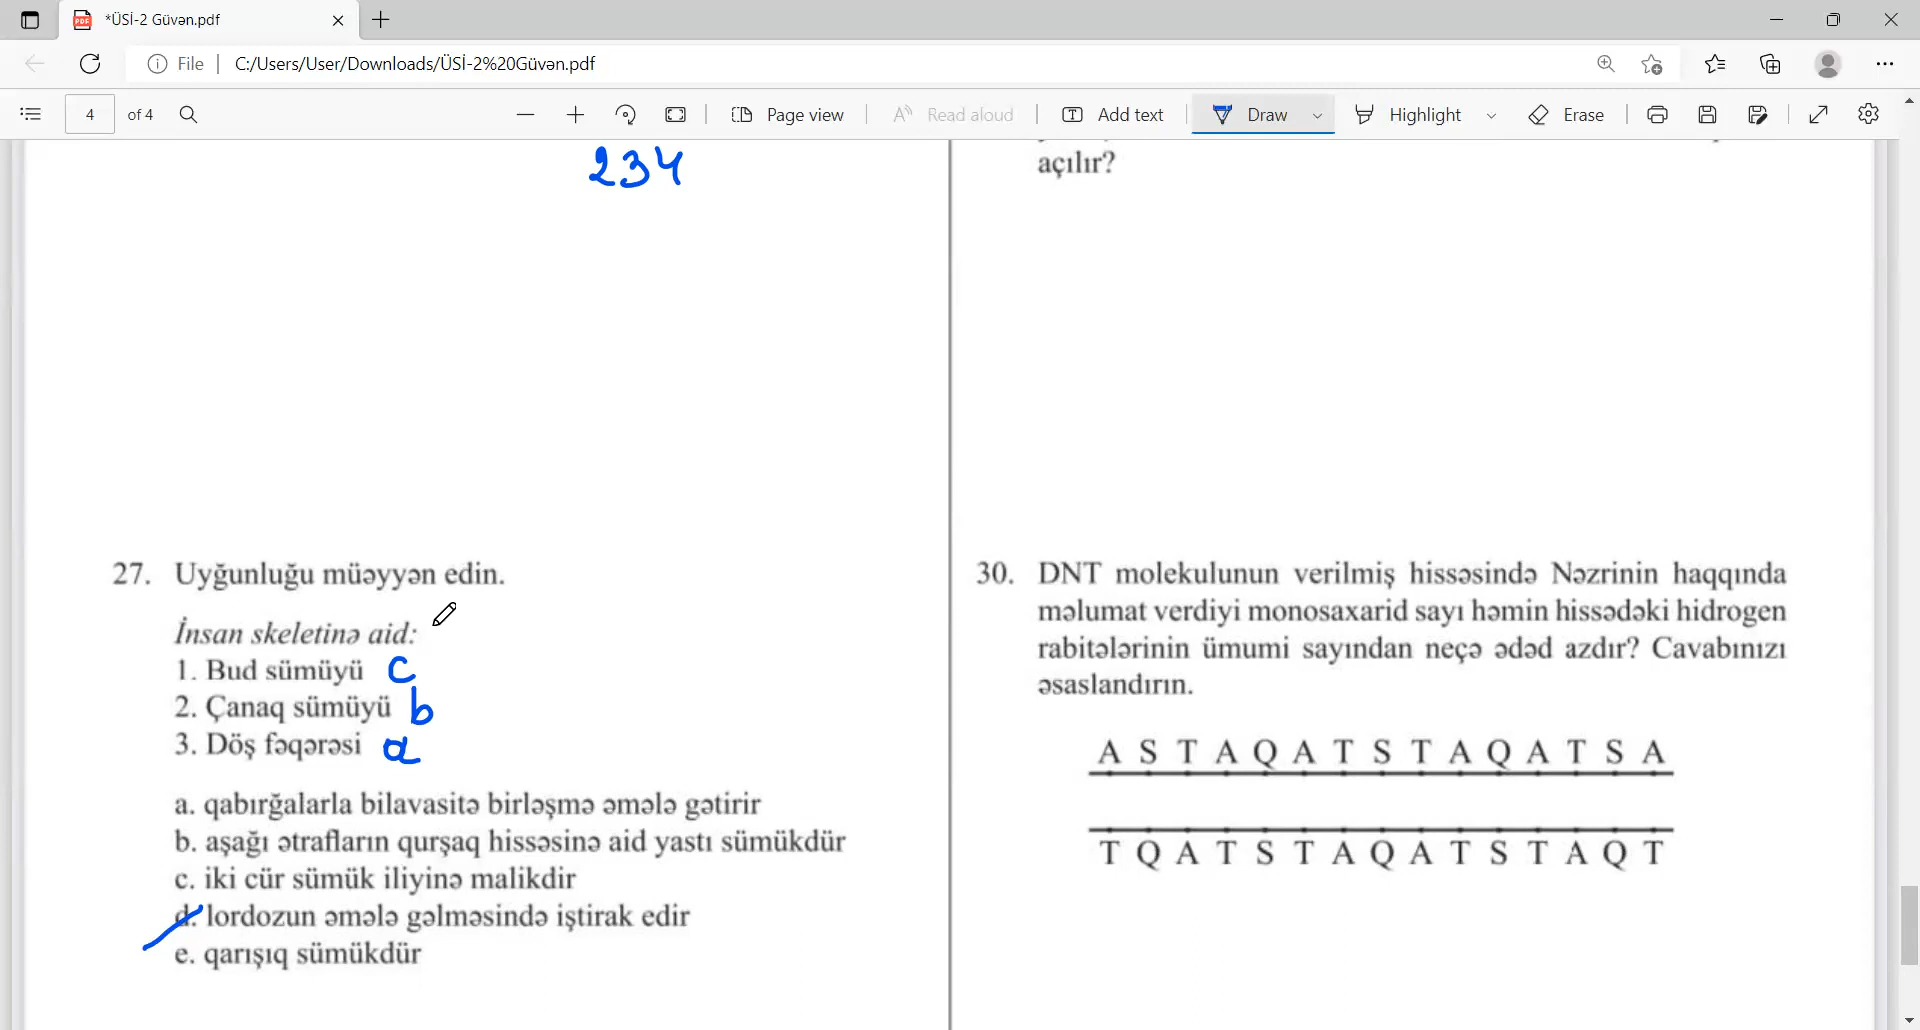 *ÜSİ-2 Güvən.pdf
File
C:/Users/User/Downloads/ÜSİ-2%20Güvən.pdf
4 of 4
Page view
Read aloud
Add text
Draw
Highlight
Erase
234
27. Uyğunluğu müəyyən edin.
İnsan skeletinə aid:
1. Bud sümüyü c
2. Çanaq sümüyü b
3. Döş fəqərəsi a
a. qabırğalarla bilavasitə birləşmə əmələ gətirir
b. aşağı ətrafların qurşaq hissəsinə aid yastı sümükdür
c. iki cür sümük iliyinə malikdir
d. lordozun əmələ gəlməsində iştirak edir
e. qarışıq sümükdür
açılır?
30. DNT molekulunun verilmiş hissəsində Nəzrinin haqqında
məlumat verdiyi monosaxarid sayı həmin hissədəki hidrogen
rabitələrinin ümumi sayından neçə ədəd azdır? Cavabınızı
əsaslandırın.
A S T A Q A T S T A Q A T S A
T Q A T S T A Q A T S T A Q T